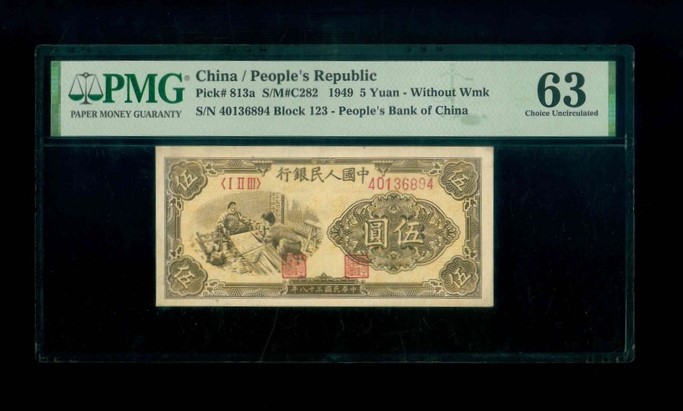 PMG
PAPER MONEY GUARANTY
China / People's Republic
Pick# 813a S/M#C282 1949 5 Yuan - Without Wmk
S/N 40136894 Block 123 - People's Bank of China
63
Choice Uncirculated
行銀民人國中
〈I II III〉
40136894
伍
伍
圓伍
伍
伍
年八十三國民華中